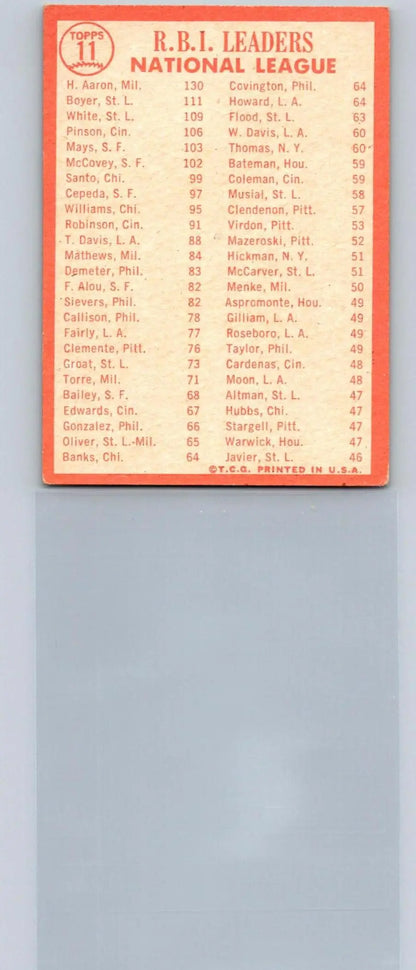 TOPPS
11
R.B.I. LEADERS
NATIONAL LEAGUE
H. Aaron, Mil. 130
Boyer, St. L. 111
White, St. L. 109
Pinson, Cin. 106
Mays, S. F. 103
McCovey, S. F. 102
Santo, Chi. 99
Cepeda, S. F. 97
Williams, Chi. 95
Robinson, Cin. 91
T. Davis, L. A. 88
Mathews, Mil. 84
Demeter, Phil. 83
F. Alou, S. F. 82
Sievers, Phil. 82
Callison, Phil. 78
Fairly, L. A. 77
Clemente, Pitt. 76
Groat, St. L. 73
Torre, Mil. 71
Bailey, S. F. 68
Edwards, Cin. 67
Gonzalez, Phil. 66
Oliver, St. L.-Mil. 65
Banks, Chi. 64
Covington, Phil. 64
Howard, L. A. 64
Flood, St. L. 63
W. Davis, L. A. 60
Thomas, N. Y. 60
Bateman, Hou. 59
Coleman, Cin. 59
Musial, St. L. 58
Clendenon, Pitt. 57
Virdon, Pitt. 53
Mazeroski, Pitt. 52
Hickman, N. Y. 51
McCarver, St. L. 51
Menke, Mil. 50
Aspromonte, Hou. 49
Gilliam, L. A. 49
Roseboro, L. A. 49
Taylor, Phil. 49
Cardenas, Cin. 48
Moon, L. A. 48
Altman, St. L. 47
Hubbs, Chi. 47
Stargell, Pitt. 47
Warwick, Hou. 47
Javier, St. L. 46
©T.C.G. PRINTED IN U.S.A.